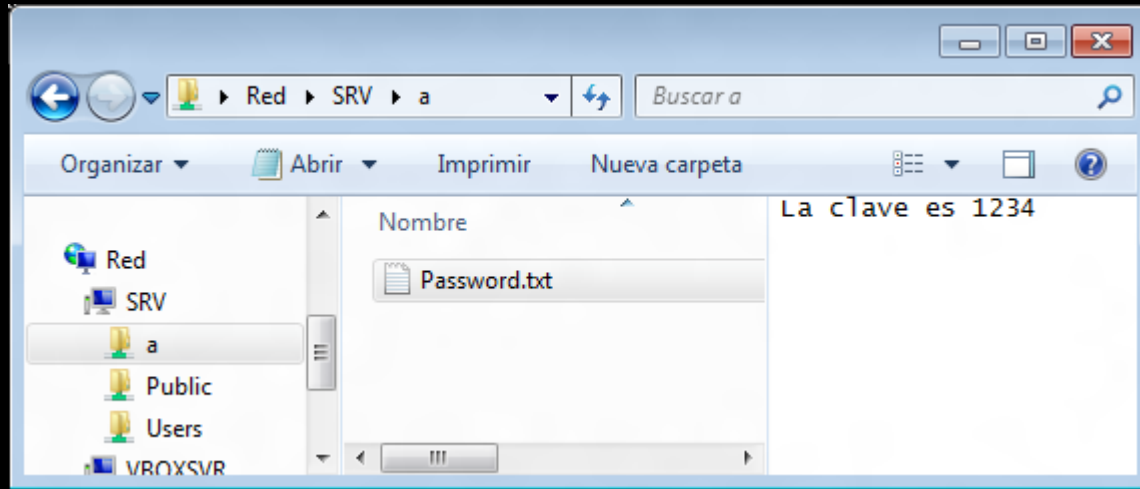 Red ▸ SRV ▸ a
Buscar a
Organizar Abrir Imprimir Nueva carpeta
Red
SRV
a
Public
Users
VBOXSVR
Nombre
Password.txt
La clave es 1234